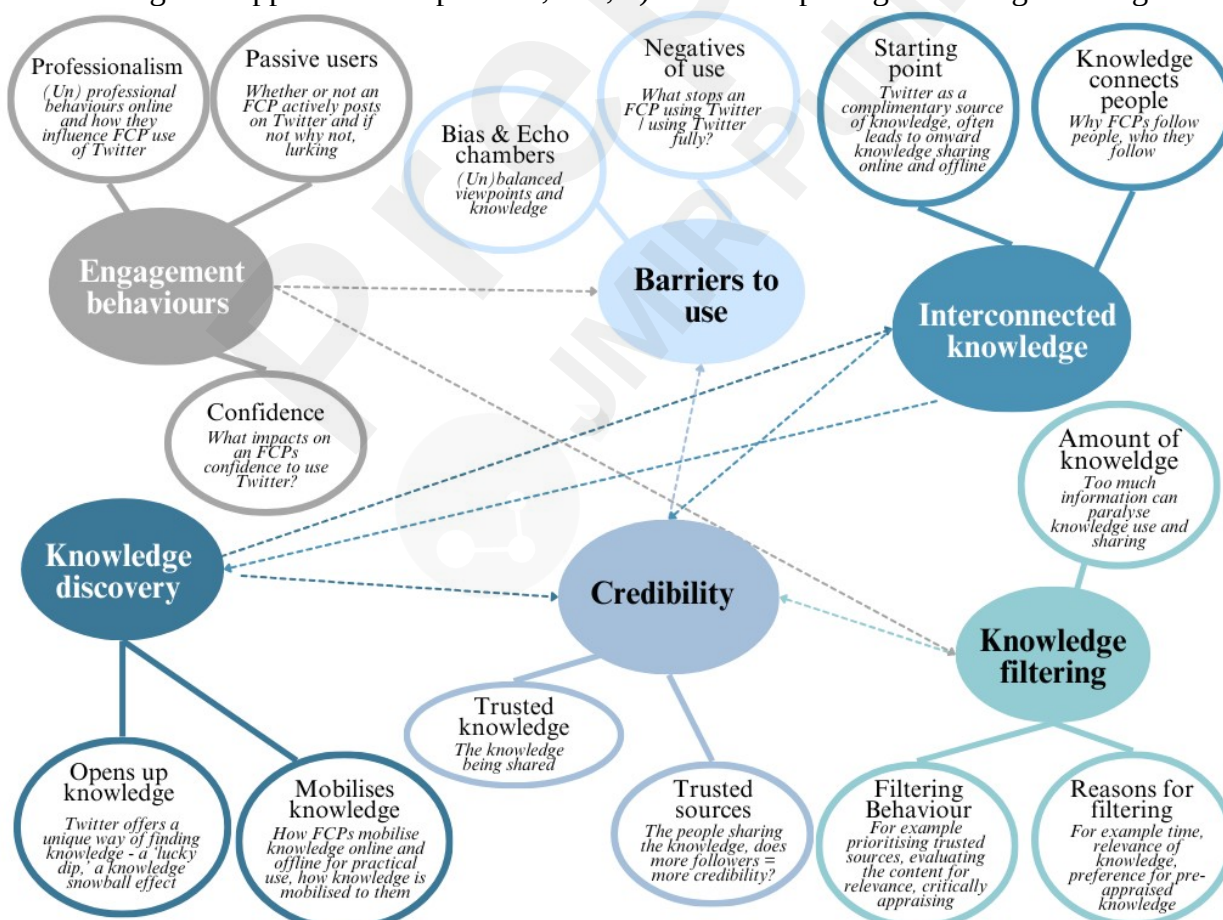 Professionalism
(Un) professional
behaviours online
and how they
influence FCP use
of Twitter
Passive users
Whether or not an
FCP actively posts
on Twitter and if
not why not,
lurking
Bias & Echo
chambers
(Un)balanced
viewpoints and
knowledge
Negatives
of use
What stops an
FCP using Twitter
/ using Twitter
fully?
Starting
point
Twitter as a
complimentary source
of knowledge, often
leads to onward
knowledge sharing
online and offline
Knowledge
connects
people
Why FCPs follow
people, who they
follow
Engagement
behaviours
Barriers to
use
Interconnected
knowledge
Confidence
What impacts on
an FCPs
confidence to use
Twitter?
Amount of
knoweldge
Too much
information can
paralyse
knowledge use and
sharing
Knowledge
discovery
Credibility
Knowledge
filtering
Opens up
knowledge
Twitter offers a
unique way of finding
knowledge - a 'lucky
dip,' a knowledge
snowball effect
Mobilises
knowledge
How FCPs mobilise
knowledge online and
offline for practical
use, how knowledge is
mobilised to them
Trusted
knowledge
The knowledge
being shared
Trusted
sources
The people sharing
the knowledge, does
more followers =
more credibility?
Filtering
Behaviour
For example
prioritising trusted
sources, evaluating
the content for
relevance, critically
appraising
Reasons for
filtering
For example time,
relevance of
knowledge,
preference for pre-
appraised
knowledge
JMIR Publ